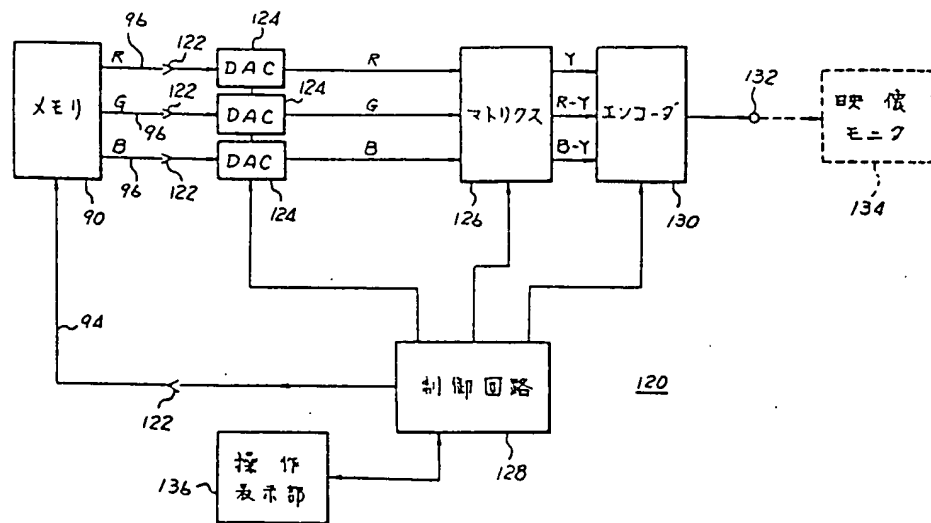 124
R
96
122
DAC
R
Y
メモリ
G
96
122
124
DAC
G
マトリクス
R-Y
エンコーダ
132
映像
モニタ
B
96
122
DAC
B
B-Y
90
124
126
130
134
94
122
制御回路
120
128
操作
表示部
136